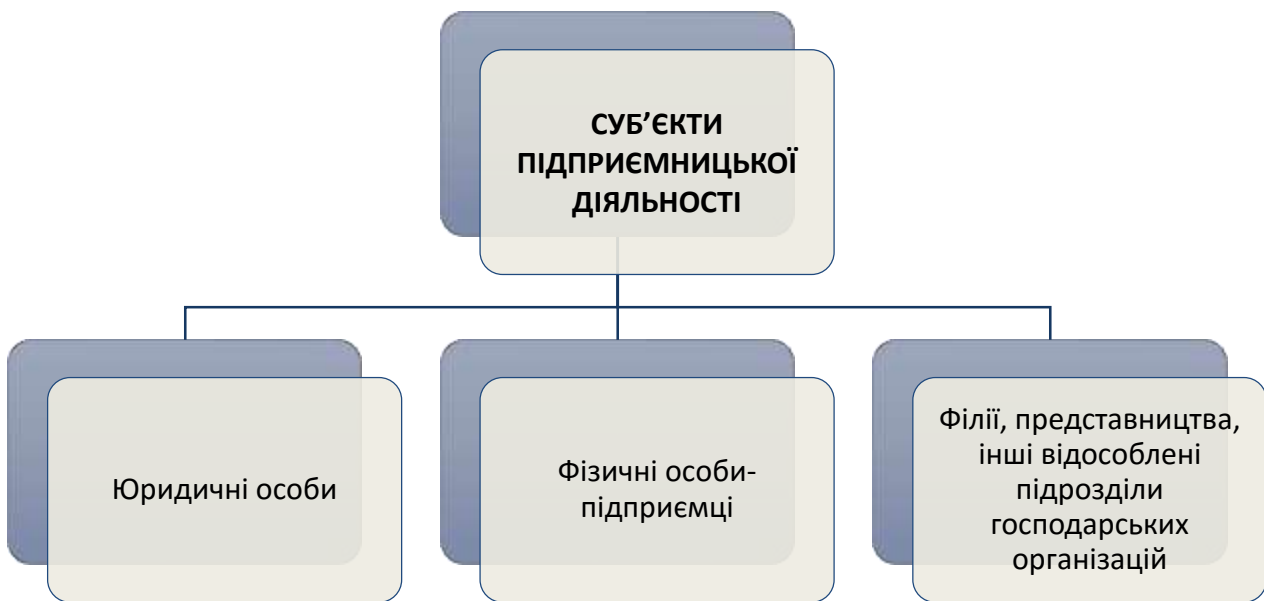 СУБ’ЄКТИ
ПІДПРИЄМНИЦЬКОЇ
ДІЯЛЬНОСТІ
Юридичні особи
Фізичні особи-
підприємці
Філії, представництва,
інші відособлені
підрозділи
господарських
організацій